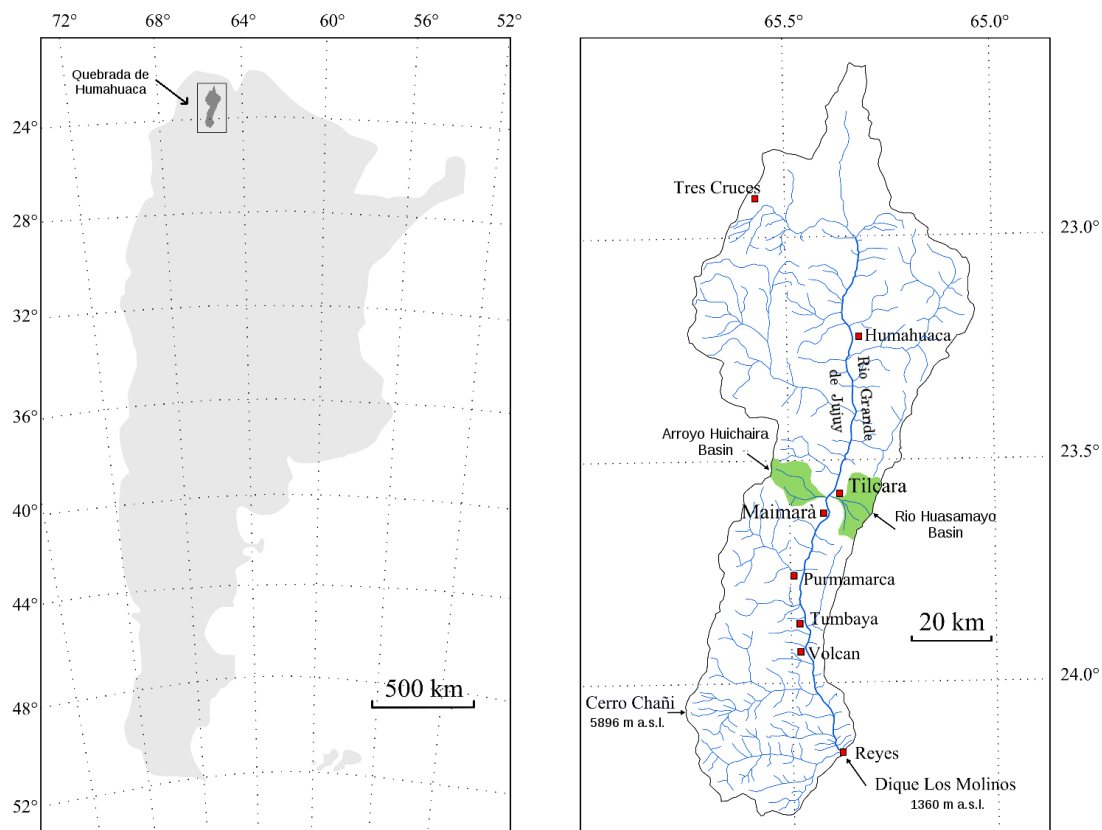 72°
68°
64°
60°
56°
52°
Quebrada de
Humahuaca
24°
28°
32°
36°
40°
44°
48°
52°
500 km
65.5°
65.0°
Tres Cruces
23.0°
Humahuaca
Rio Grande
de Jujuy
Arroyo Huichaira
Basin
23.5°
Tilcara
Maimarà
Rio Huasamayo
Basin
Purmamarca
Tumbaya
20 km
Volcan
24.0°
Cerro Chañi
5896 m a.s.l.
Reyes
Dique Los Molinos
1360 m a.s.l.